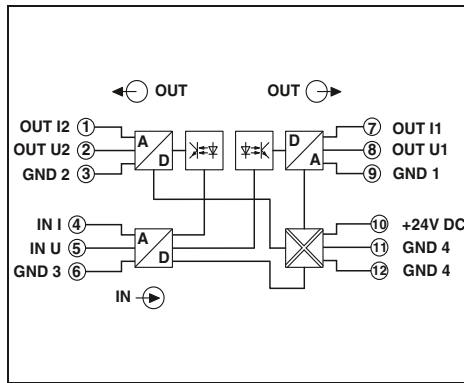 OUT OUT
OUT I2 1
OUT U2 2
GND 2 3
A
D
D
A
7 OUT I1
8 OUT U1
9 GND 1
IN I 4
IN U 5
GND 3 6
A
D
10 +24V DC
11 GND 4
12 GND 4
IN